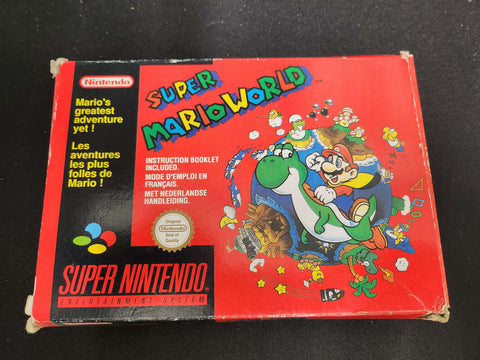 Nintendo
Mario's
greatest
adventure
yet !
Les
aventures
les plus
folles de
Mario !
SUPER
MARIO WORLD
TM
INSTRUCTION BOOKLET
INCLUDED.
MODE D'EMPLOI EN
FRANÇAIS.
MET NEDERLANDSE
HANDLEIDING.
Original
Nintendo
Seal of
Quality
SUPER NINTENDO
ENTERTAINMENT SYSTEM